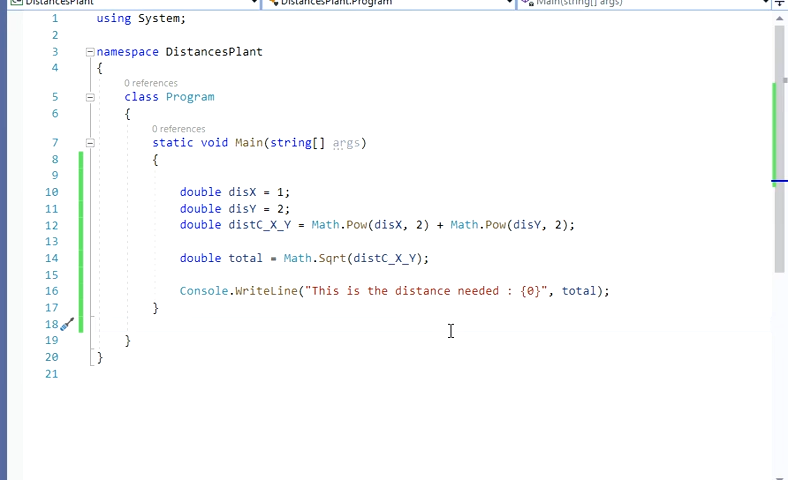 DistancesPlant DistancesPlant.Program Main(string[] args)
1 using System;
2
3 namespace DistancesPlant
4 {
0 references
5 class Program
6 {
0 references
7 static void Main(string[] args)
8 {
9
10 double disX = 1;
11 double disY = 2;
12 double distC_X_Y = Math.Pow(disX, 2) + Math.Pow(disY, 2);
13
14 double total = Math.Sqrt(distC_X_Y);
15
16 Console.WriteLine("This is the distance needed : {0}", total);
17 }
18
19 }
20 }
21